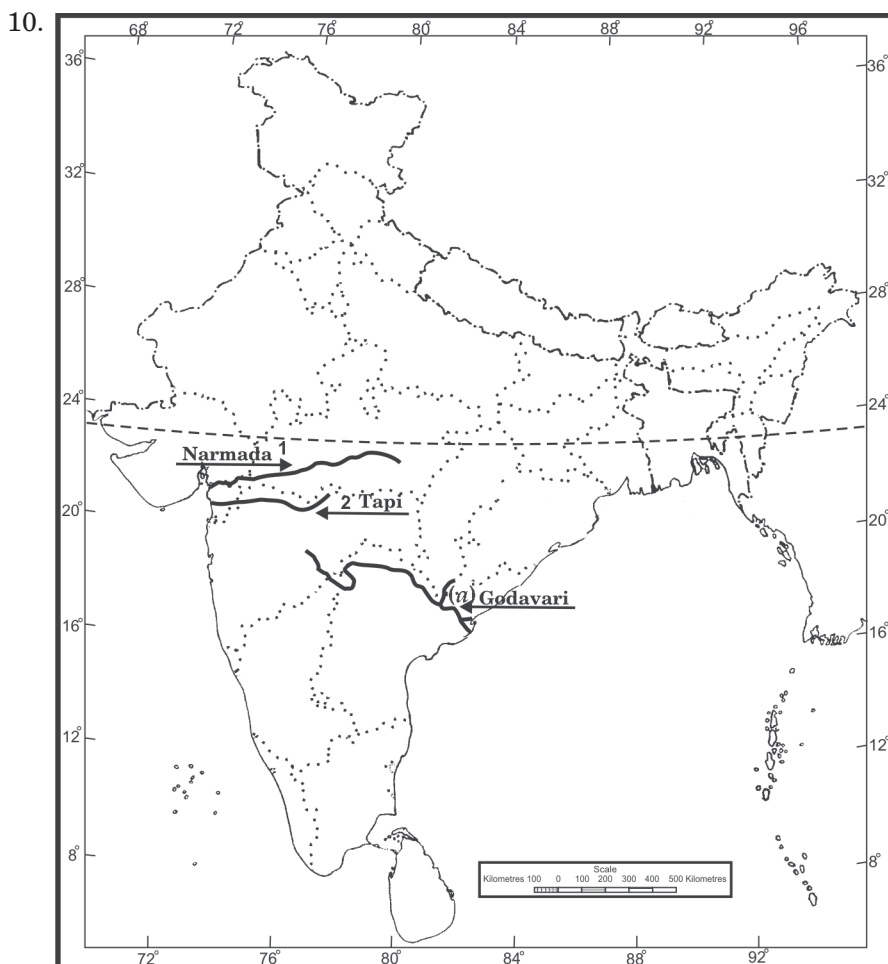 10.
68° 72° 76° 80° 84° 88° 92° 96°
36° 36°
32° 32°
28° 28°
24° 24°
Narmada 1
2 Tapi
20° 20°
(a) Godavari
16° 16°
12° 12°
8° 8°
Scale
Kilometres 100 0 100 200 300 400 500 Kilometres
72° 76° 80° 84° 88° 92°